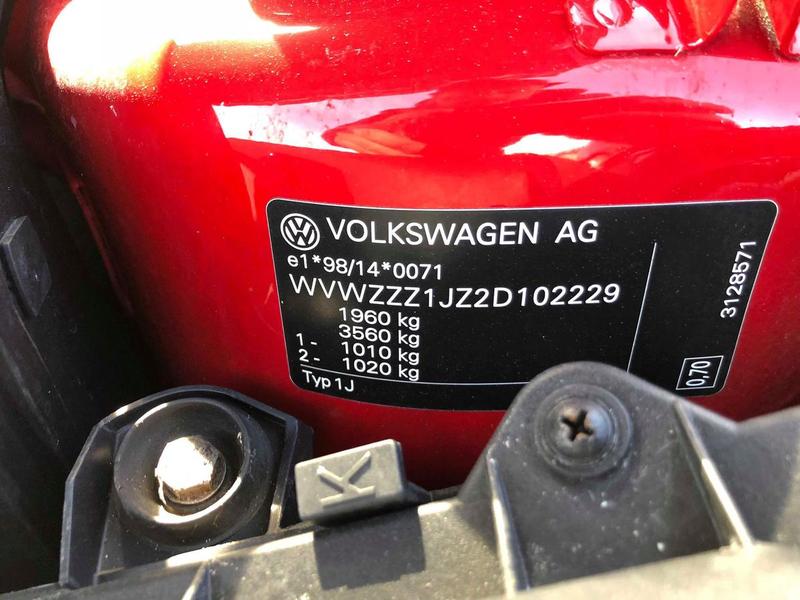 VOLKSWAGEN AG
e1*98/14*0071
WVWZZZ1JZ2D102229
1960 kg
3560 kg
1- 1010 kg
2- 1020 kg
Typ 1J
3128571
0,70
K